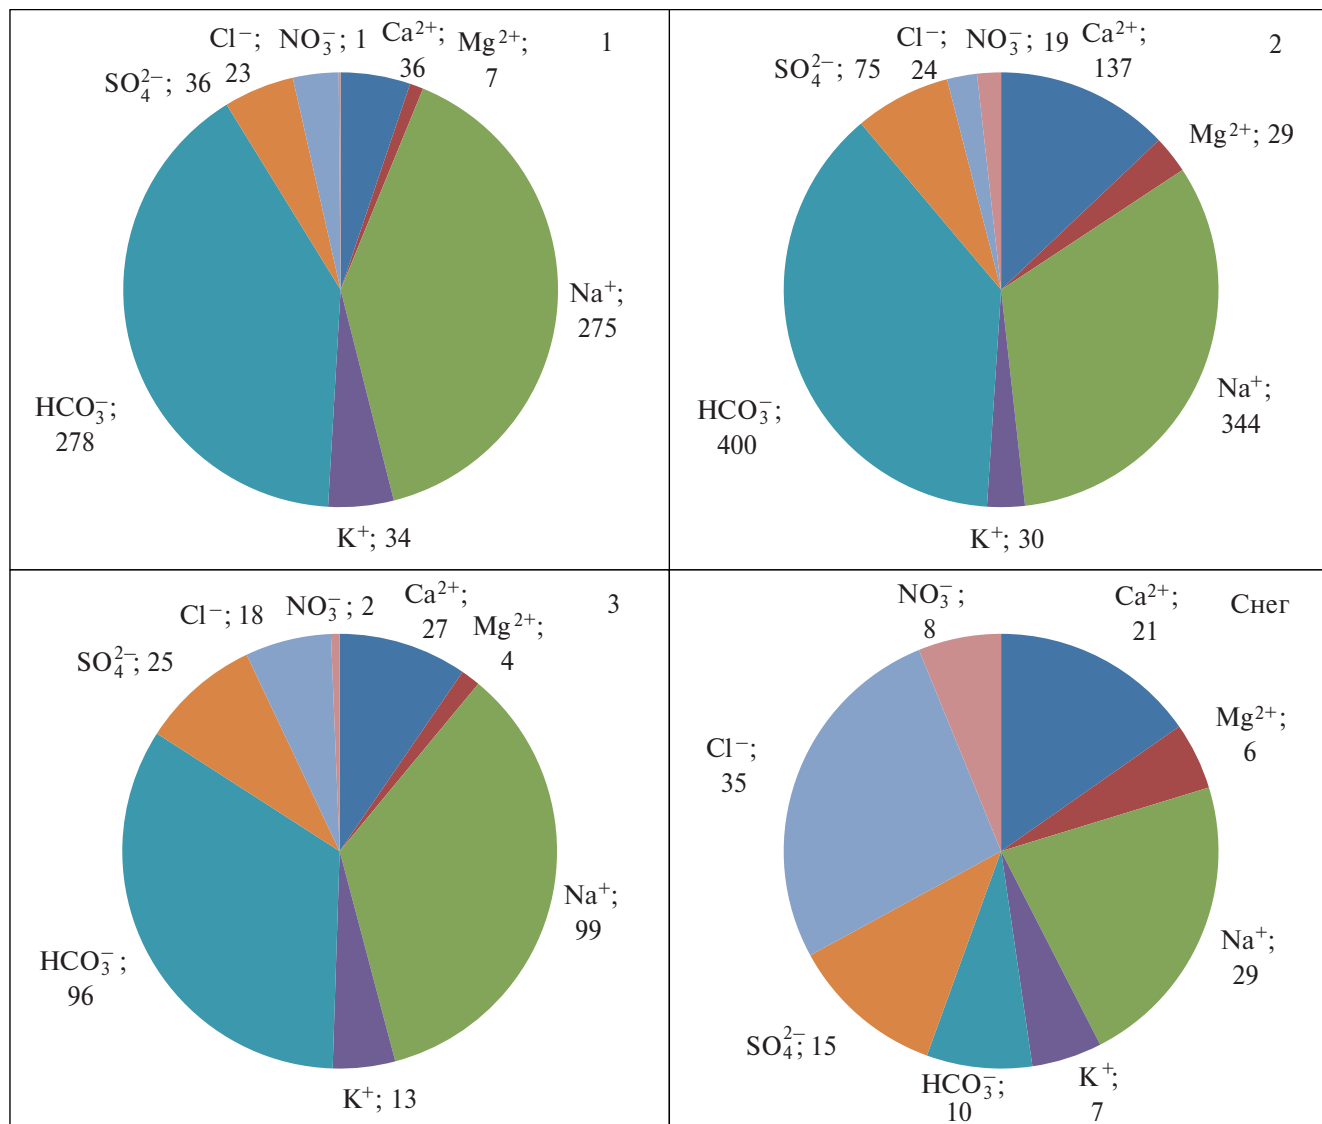 1
Cl⁻; 23
NO₃⁻; 1
Ca²⁺; 36
Mg²⁺; 7
SO₄²⁻; 36
Na⁺; 275
HCO₃⁻; 278
K⁺; 34
2
Cl⁻; 24
NO₃⁻; 19
Ca²⁺; 137
SO₄²⁻; 75
Mg²⁺; 29
Na⁺; 344
HCO₃⁻; 400
K⁺; 30
3
Cl⁻; 18
NO₃⁻; 2
Ca²⁺; 27
Mg²⁺; 4
SO₄²⁻; 25
Na⁺; 99
HCO₃⁻; 96
K⁺; 13
Снег
NO₃⁻; 8
Ca²⁺; 21
Mg²⁺; 6
Cl⁻; 35
Na⁺; 29
SO₄²⁻; 15
HCO₃⁻; 10
K⁺; 7